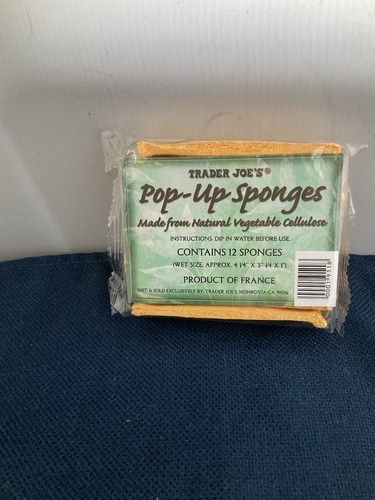 TRADER JOE'S®
Pop-Up Sponges
Made from Natural Vegetable Cellulose
INSTRUCTIONS: DIP IN WATER BEFORE USE.
CONTAINS 12 SPONGES
(WET SIZE: APPROX. 4 1/4" X 3" 1/4 X 1")
PRODUCT OF FRANCE
DIST. & SOLD EXCLUSIVELY BY: TRADER JOE'S, MONROVIA CA 91016